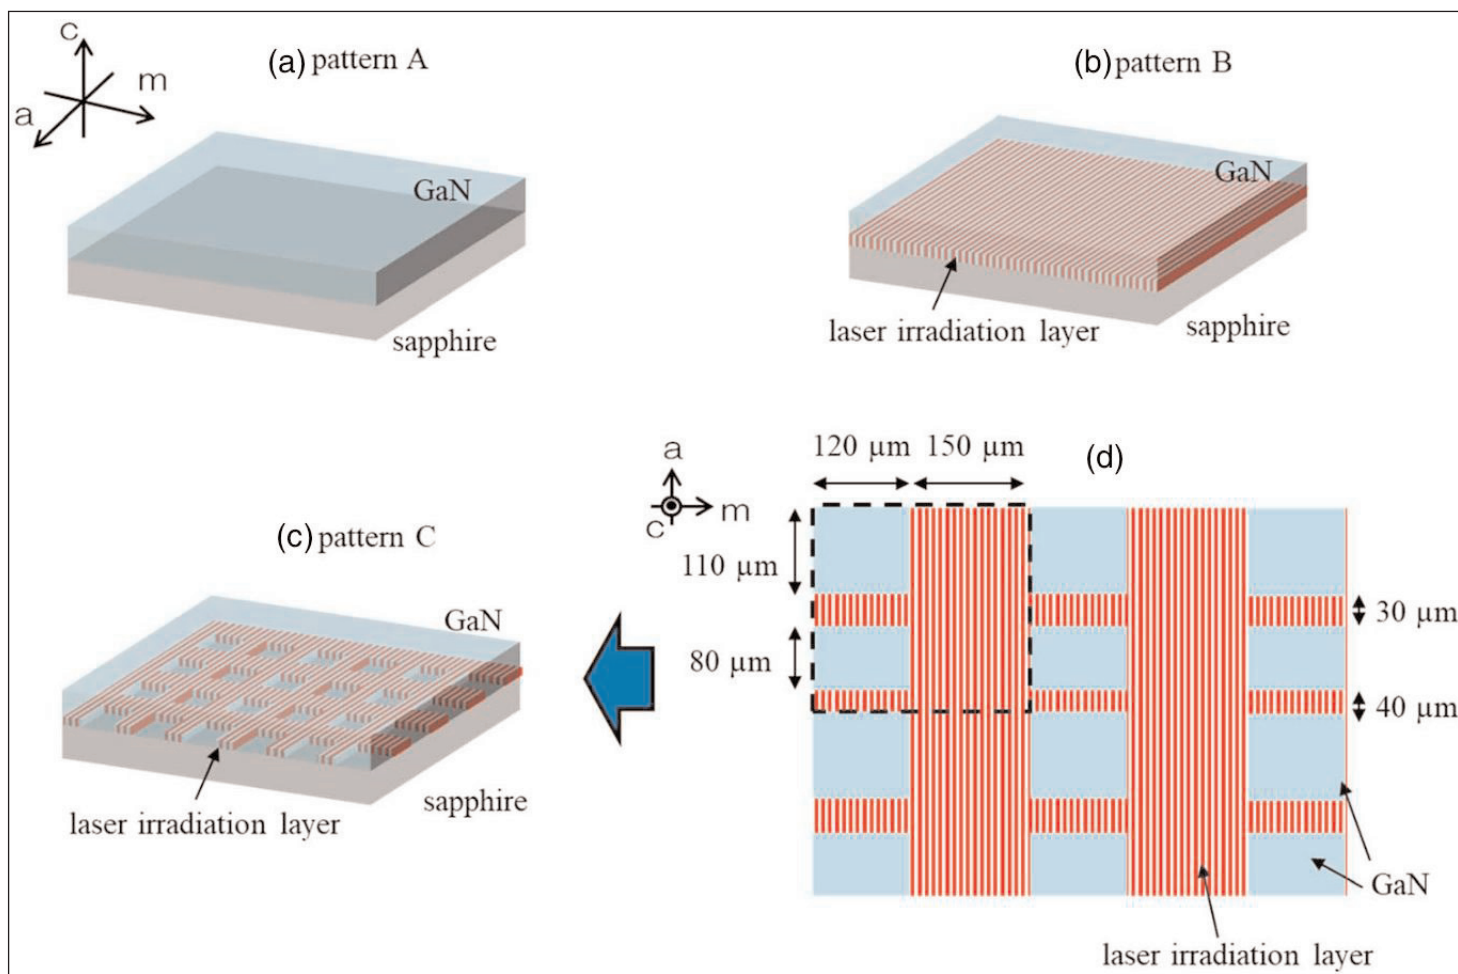 c
m
a
(a) pattern A
GaN
sapphire
(b) pattern B
GaN
laser irradiation layer
sapphire
(c) pattern C
GaN
laser irradiation layer
sapphire
(d)
a
c
m
120 µm
150 µm
110 µm
80 µm
30 µm
40 µm
GaN
laser irradiation layer